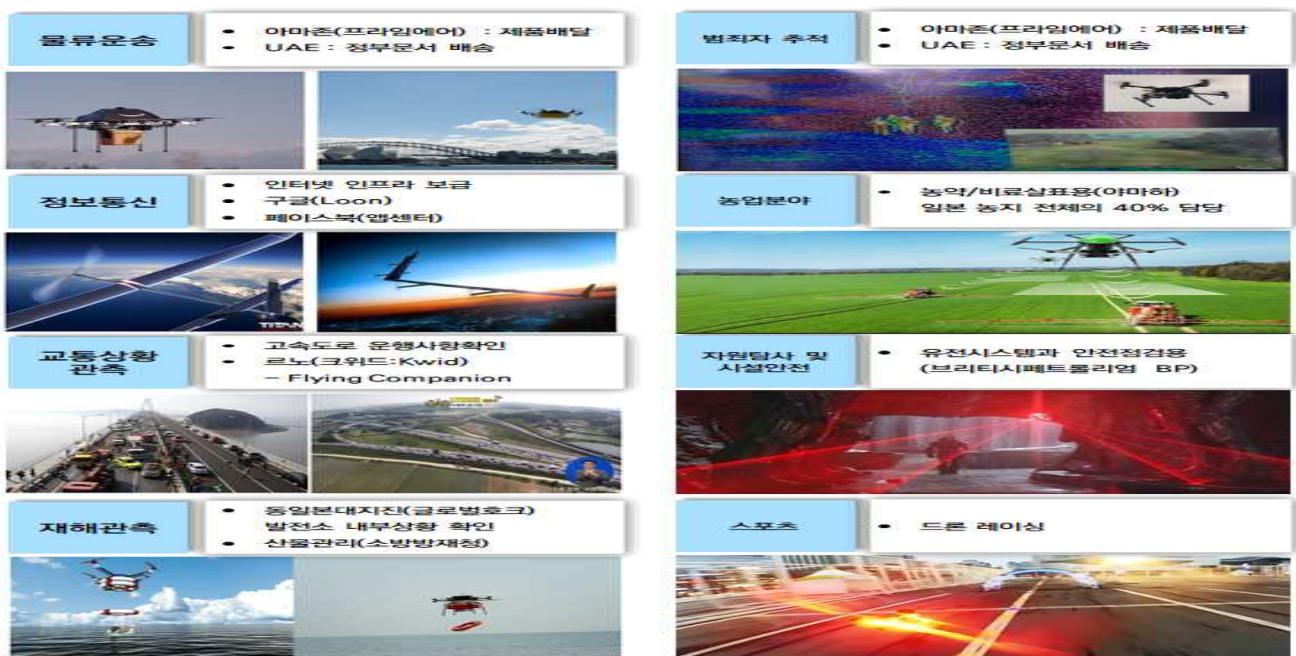 물류운송
• 아마존(프라임에어) : 제품배달
• UAE : 정부문서 배송
정보통신
• 인터넷 인프라 보급
• 구글(Loon)
• 페이스북(앱센터)
TITAN
교통상황
관측
• 고속도로 운행사황확인
• 르노(크위드:Kwid)
– Flying Companion
재해관측
• 동일본대지진(글로벌호크)
발전소 내부상황 확인
• 산물관리(소방방재청)
범죄자 추적
• 아마존(프라임에어) : 제품배달
• UAE : 정부문서 배송
농업분야
• 농약/비료살포용(야마하)
일본 농지 전체의 40% 담당
자원탐사 및
시설안전
• 유전시스템과 안전점검용
(브리티시페트롤리엄 BP)
스포츠
• 드론 레이싱